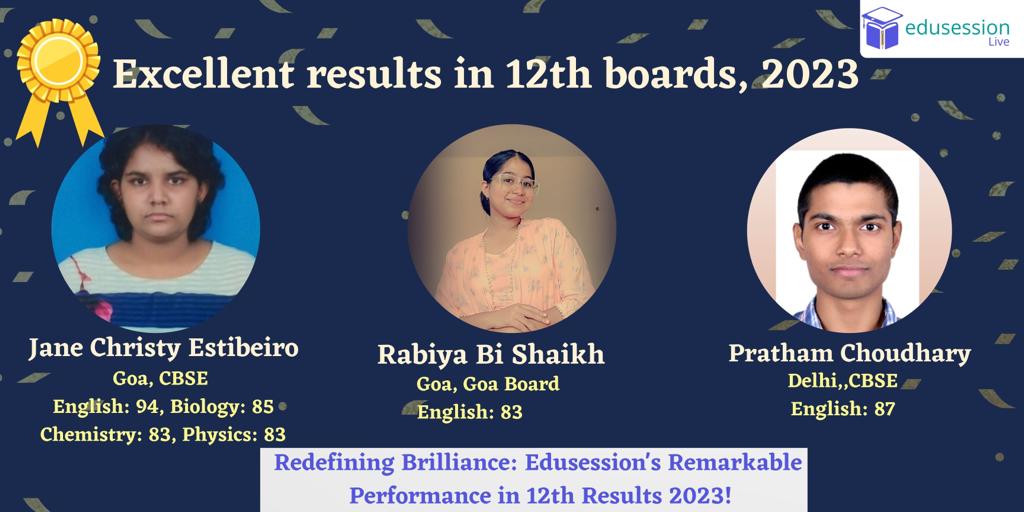 edusession
Live
Excellent results in 12th boards, 2023
Jane Christy Estibeiro
Goa, CBSE
English: 94, Biology: 85
Chemistry: 83, Physics: 83
Rabiya Bi Shaikh
Goa, Goa Board
English: 83
Pratham Choudhary
Delhi,,CBSE
English: 87
Redefining Brilliance: Edusession's Remarkable
Performance in 12th Results 2023!